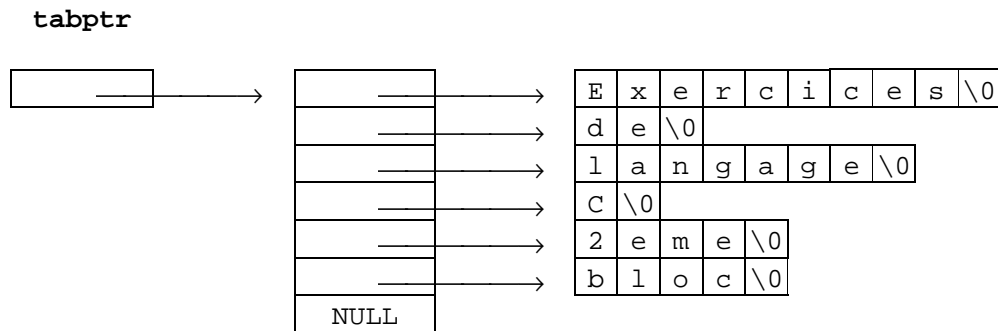 tabptr
E x e r c i c e s \0
d e \0
l a n g a g e \0
C \0
2 e m e \0
b l o c \0
NULL